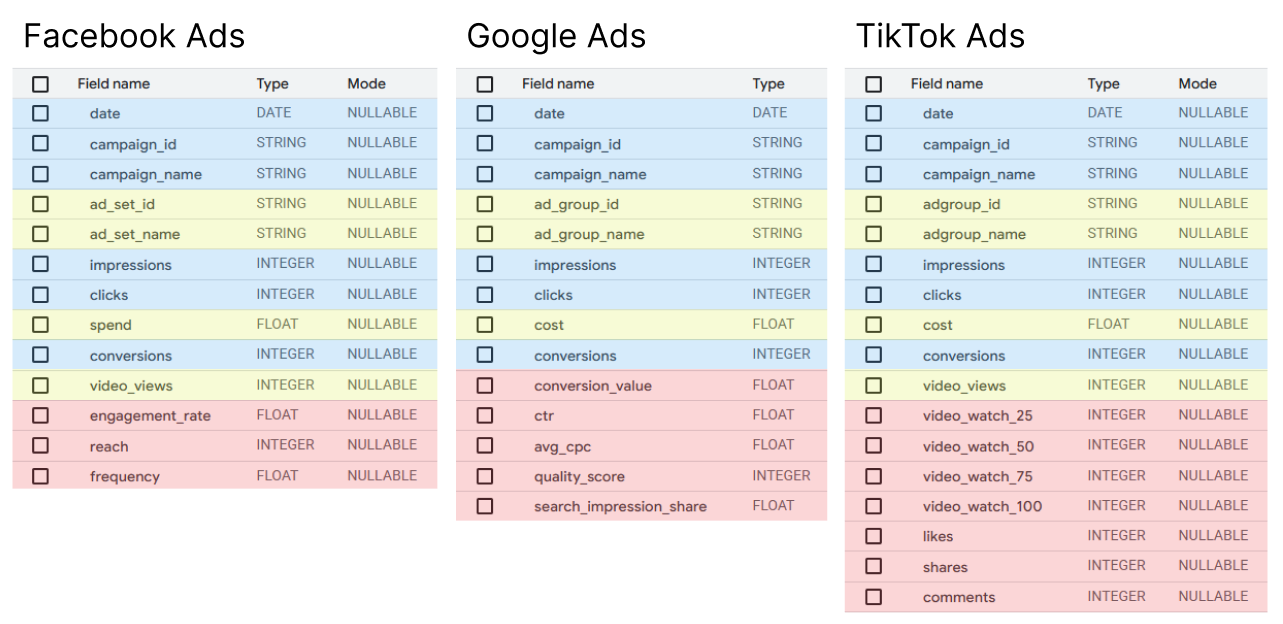 Facebook Ads
Field name Type Mode
date DATE NULLABLE
campaign_id STRING NULLABLE
campaign_name STRING NULLABLE
ad_set_id STRING NULLABLE
ad_set_name STRING NULLABLE
impressions INTEGER NULLABLE
clicks INTEGER NULLABLE
spend FLOAT NULLABLE
conversions INTEGER NULLABLE
video_views INTEGER NULLABLE
engagement_rate FLOAT NULLABLE
reach INTEGER NULLABLE
frequency FLOAT NULLABLE
Google Ads
Field name Type
date DATE
campaign_id STRING
campaign_name STRING
ad_group_id STRING
ad_group_name STRING
impressions INTEGER
clicks INTEGER
cost FLOAT
conversions INTEGER
conversion_value FLOAT
ctr FLOAT
avg_cpc FLOAT
quality_score INTEGER
search_impression_share FLOAT
TikTok Ads
Field name Type Mode
date DATE NULLABLE
campaign_id STRING NULLABLE
campaign_name STRING NULLABLE
adgroup_id STRING NULLABLE
adgroup_name STRING NULLABLE
impressions INTEGER NULLABLE
clicks INTEGER NULLABLE
cost FLOAT NULLABLE
conversions INTEGER NULLABLE
video_views INTEGER NULLABLE
video_watch_25 INTEGER NULLABLE
video_watch_50 INTEGER NULLABLE
video_watch_75 INTEGER NULLABLE
video_watch_100 INTEGER NULLABLE
likes INTEGER NULLABLE
shares INTEGER NULLABLE
comments INTEGER NULLABLE